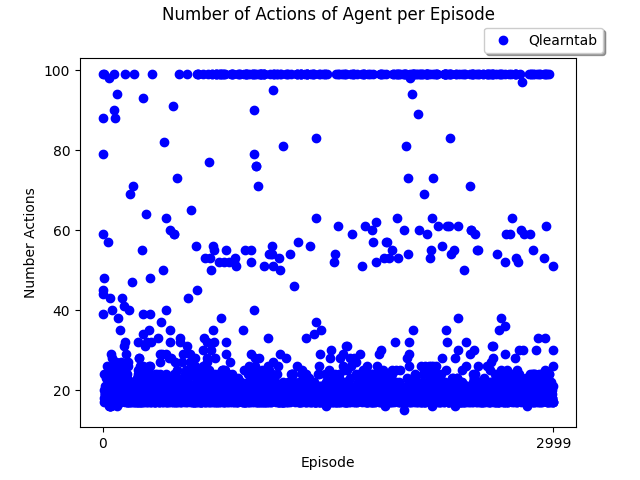 Number of Actions of Agent per Episode
Qlearntab
100
80
60
40
20
Number Actions
0
2999
Episode